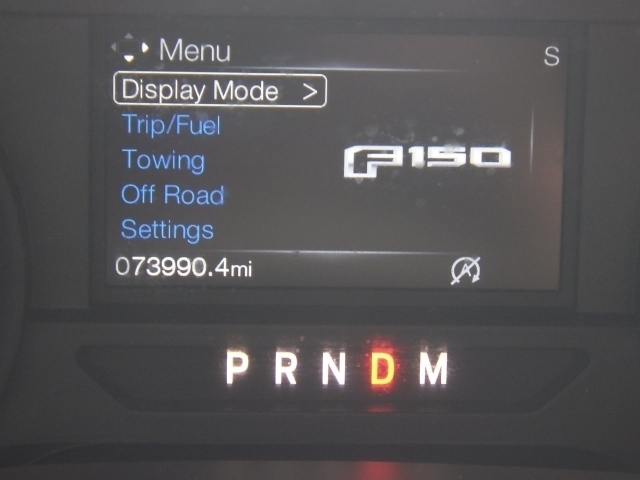 Menu
S
Display Mode >
Trip/Fuel
Towing
F150
Off Road
Settings
073990.4mi
A
P R N D M